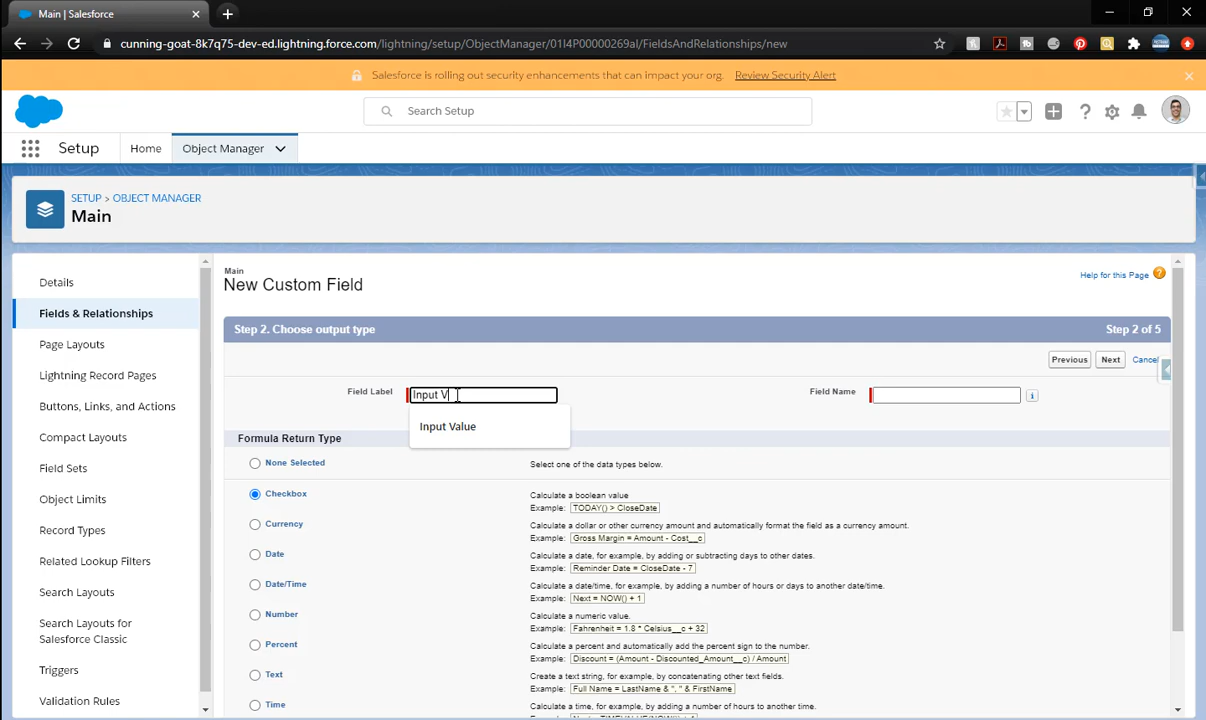 Main | Salesforce
cunning-goat-8k7q75-dev-ed.lightning.force.com/lightning/setup/ObjectManager/01I4P00000269al/FieldsAndRelationships/new
Salesforce is rolling out security enhancements that can impact your org. Review Security Alert
Search Setup
Setup
Home
Object Manager
SETUP > OBJECT MANAGER
Main
Details
Fields & Relationships
Page Layouts
Lightning Record Pages
Buttons, Links, and Actions
Compact Layouts
Field Sets
Object Limits
Record Types
Related Lookup Filters
Search Layouts
Search Layouts for
Salesforce Classic
Triggers
Validation Rules
Main
New Custom Field
Help for this Page ?
Step 2. Choose output type Step 2 of 5
Previous Next Cancel
Field Label Input V Field Name i
Input Value
Formula Return Type
None Selected Select one of the data types below.
Checkbox Calculate a boolean value
Example: TODAY() > CloseDate
Currency Calculate a dollar or other currency amount and automatically format the field as a currency amount.
Example: Gross Margin = Amount - Cost__c
Date Calculate a date, for example, by adding or subtracting days to other dates.
Example: Reminder Date = CloseDate - 7
Date/Time Calculate a date/time, for example, by adding a number of hours or days to another date/time.
Example: Next = NOW() + 1
Number Calculate a numeric value.
Example: Fahrenheit = 1.8 * Celsius__c + 32
Percent Calculate a percent and automatically add the percent sign to the number.
Example: Discount = (Amount - Discounted_Amount__c) / Amount
Text Create a text string, for example, by concatenating other text fields.
Example: Full Name = LastName & ", " & FirstName
Time Calculate a time, for example, by adding a number of hours to another time.